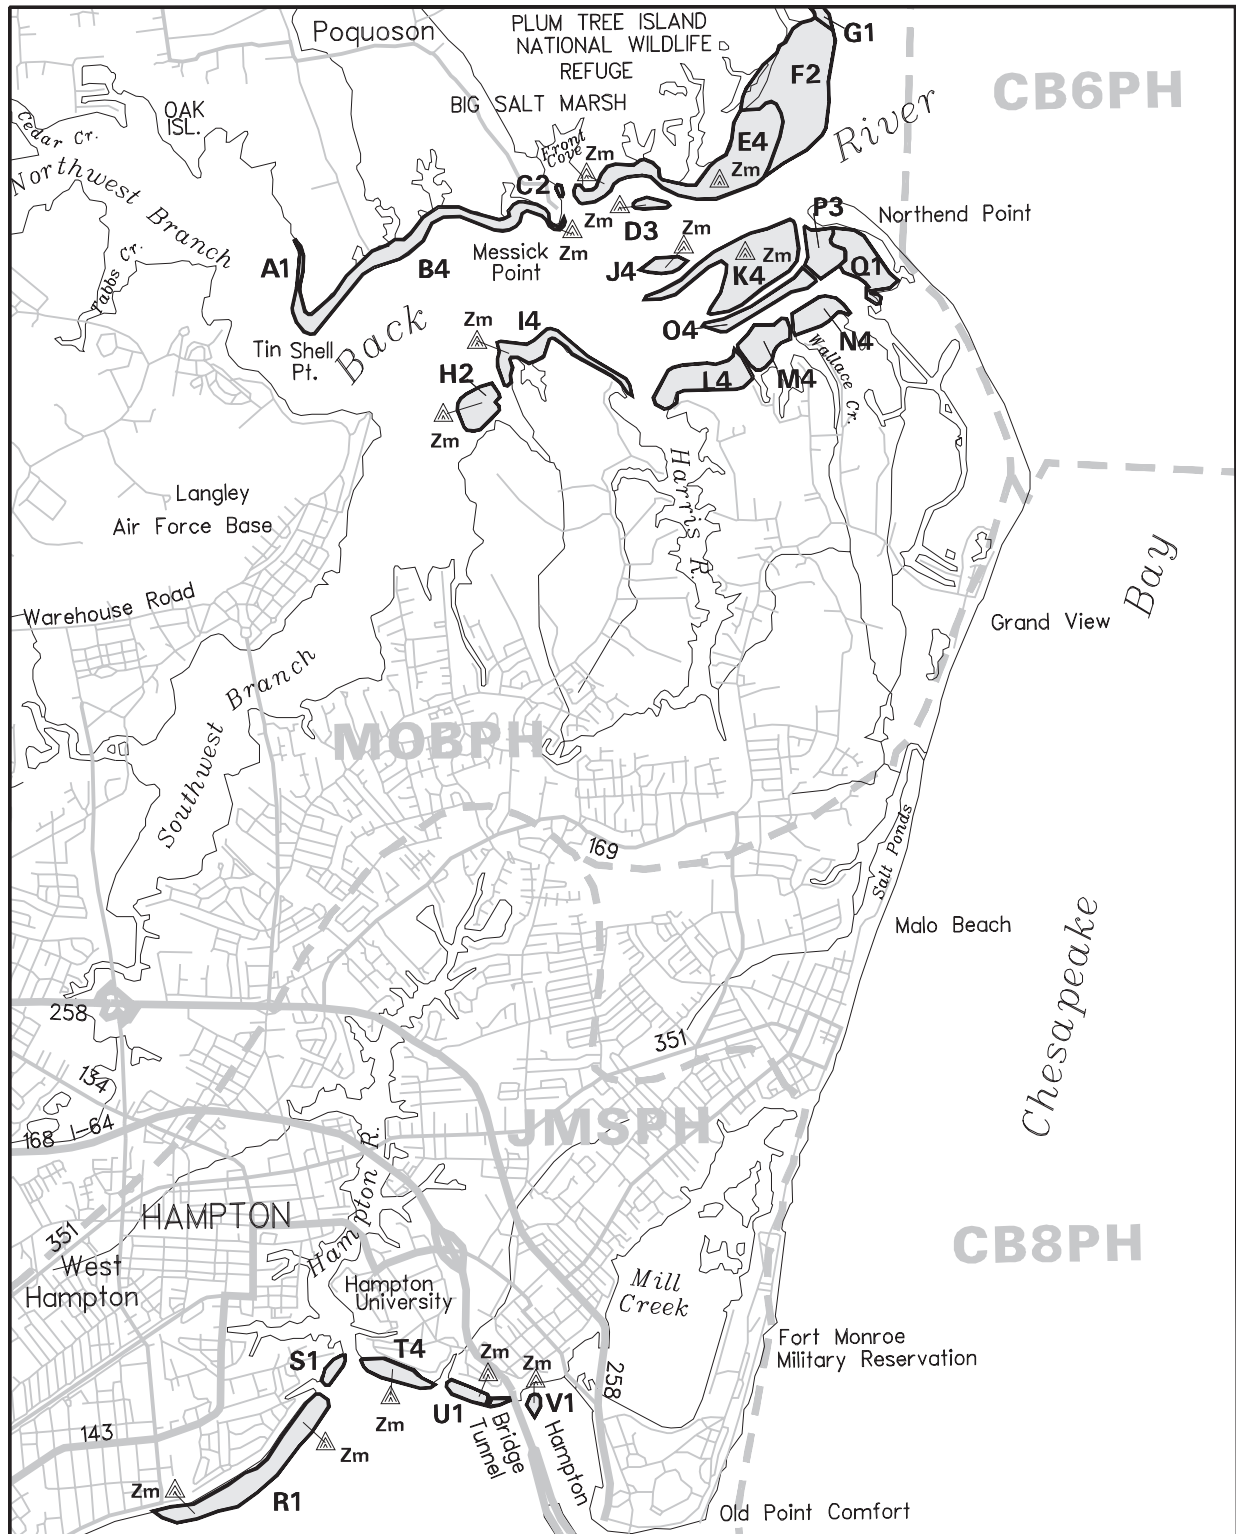 Poquoson
PLUM TREE ISLAND
NATIONAL WILDLIFE
REFUGE
BIG SALT MARSH
G1
F2
E4
CB6PH
River
OAK
ISL.
Cedar Cr.
Northwest Branch
Tabbs Cr.
Front
Cove
Zm
Zm
C2
Zm
D3
Zm
Zm
P3
Northend Point
A1
B4
Messick
Point
J4
K4
Zm
Q1
O4
N4
Tin Shell
Pt.
Back
Zm
I4
H2
Zm
L4
M4
Wallace Cr.
Harris R.
Langley
Air Force Base
Warehouse Road
Southwest Branch
MOBPH
Grand View
Bay
169
Salt Ponds
Malo Beach
Chesapeake
258
351
134
168
I-64
JMSPH
HAMPTON
Hampton R.
351
West
Hampton
CB8PH
Hampton
University
Mill
Creek
Fort Monroe
Military Reservation
S1
T4
Zm
Zm
Zm
U1
V1
258
143
Zm
Zm
R1
Bridge
Tunnel
Hampton
Old Point Comfort